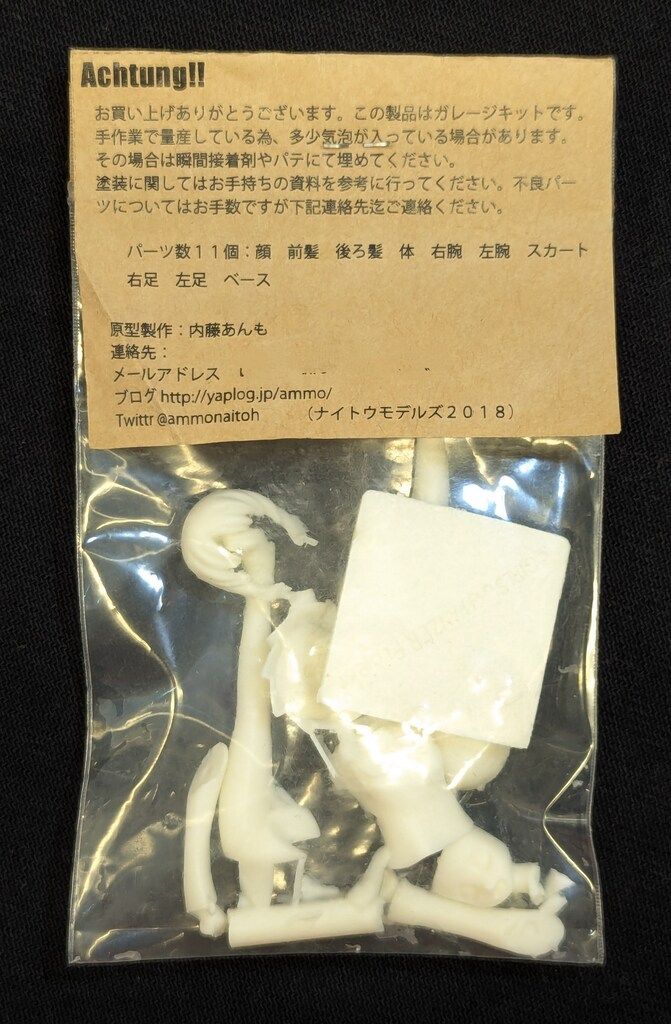 Achtung!!
お買い上げありがとうございます。この製品はガレージキットです。
手作業で量産している為、多少気泡が入っている場合があります。
その場合は瞬間接着剤やパテにて埋めてください。
塗装に関してはお手持ちの資料を参考に行ってください。不良パー
ツについてはお手数ですが下記連絡先迄ご連絡ください。
パーツ数１１個：顔　前髪　後ろ髪　体　右腕　左腕　スカート
右足　左足　ベース
原型製作：内藤あんも
連絡先：
メールアドレス
ブログ http://yaplog.jp/ammo/
Twittr @ammonaitoh　　（ナイトウモデルズ２０１８）